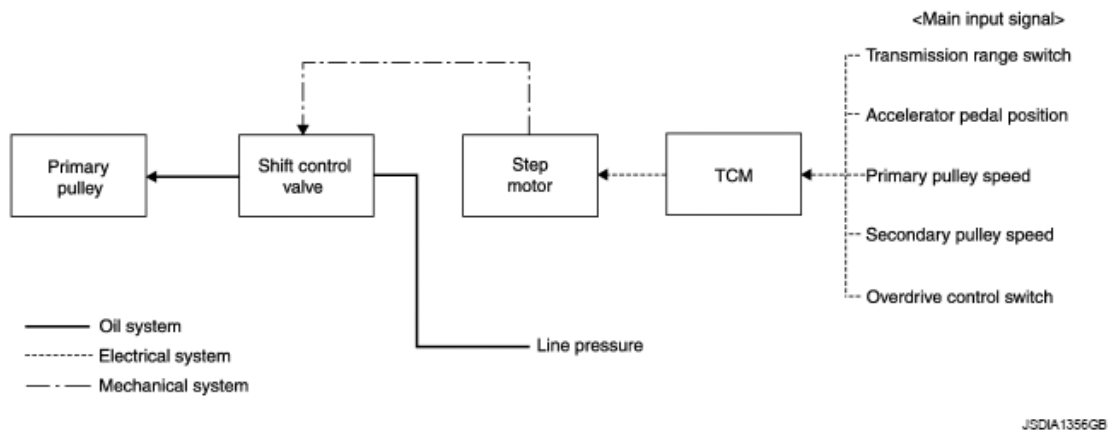 <Main input signal>
Transmission range switch
Accelerator pedal position
Primary pulley
Shift control valve
Step motor
TCM
Primary pulley speed
Secondary pulley speed
Overdrive control switch
Oil system
Line pressure
Electrical system
Mechanical system
JSDIA1356GB